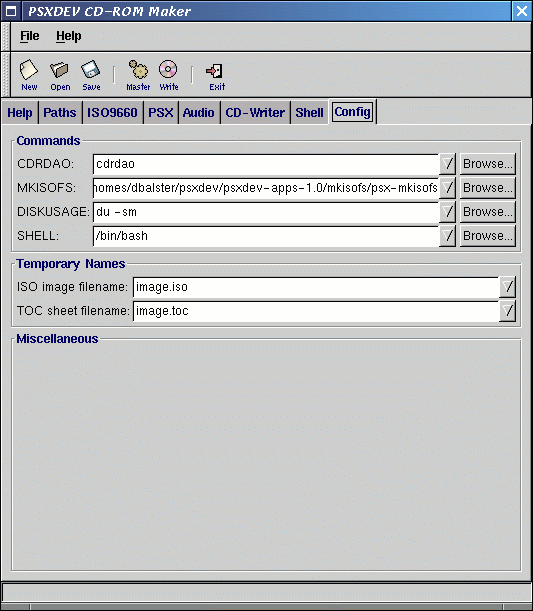 PSXDEV CD-ROM Maker
File Help
New Open Save Master Write Exit
Help Paths ISO9660 PSX Audio CD-Writer Shell Config
Commands
CDRDAO: cdrdao Browse...
MKISOFS: homes/dbalster/psxdev/psxdev-apps-1.0/mkisofs/psx-mkisofs Browse...
DISKUSAGE: du -sm Browse...
SHELL: /bin/bash Browse...
Temporary Names
ISO image filename: image.iso
TOC sheet filename: image.toc
Miscellaneous